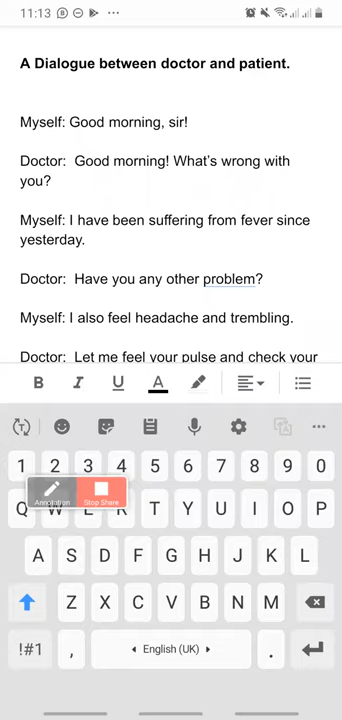 11:13
A Dialogue between doctor and patient.
Myself: Good morning, sir!
Doctor:  Good morning! What's wrong with
you?
Myself: I have been suffering from fever since
yesterday.
Doctor:  Have you any other problem?
Myself: I also feel headache and trembling.
Doctor:  Let me feel your pulse and check your
B I U A
1 2 3 4 5 6 7 8 9 0
Annotation Stop Share
Q W E R T Y U I O P
A S D F G H J K L
Z X C V B N M
!#1 , English (UK) .